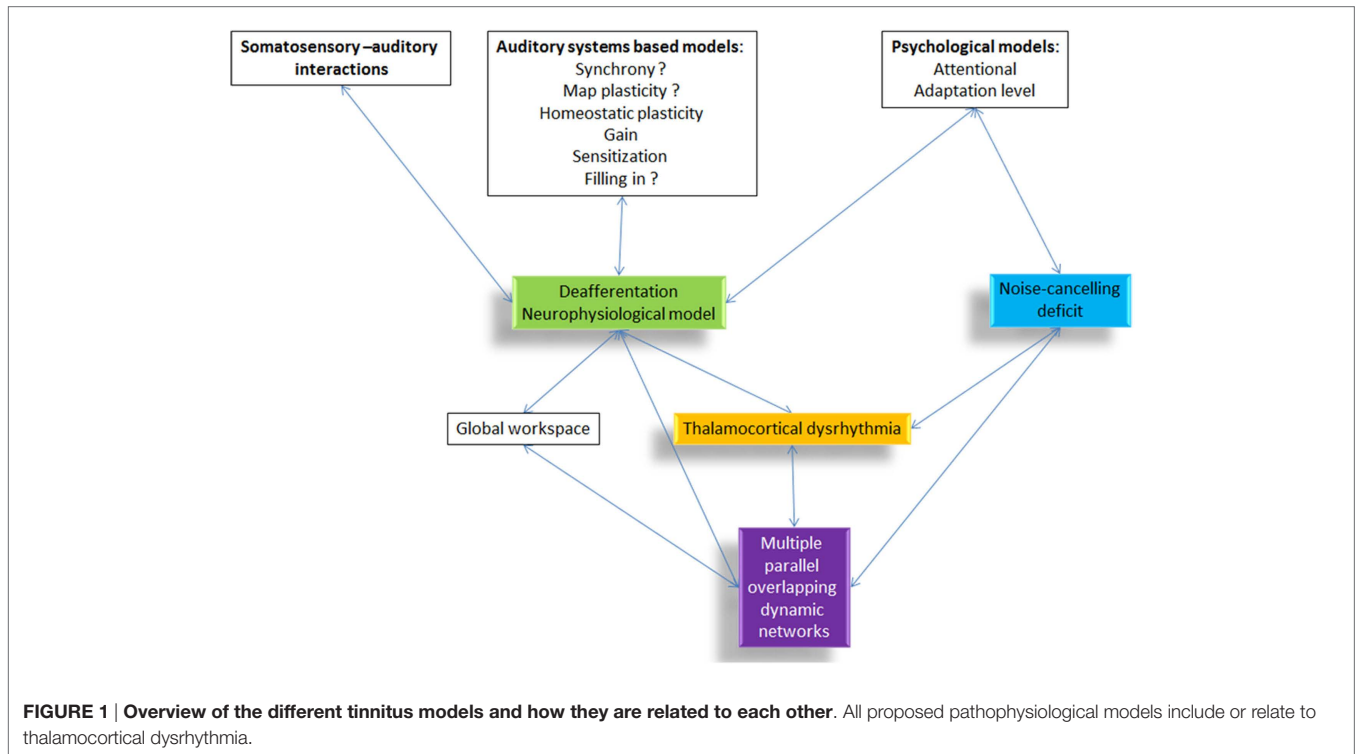 Somatosensory –auditory
interactions
Auditory systems based models:
Synchrony ?
Map plasticity ?
Homeostatic plasticity
Gain
Sensitization
Filling in ?
Psychological models:
Attentional
Adaptation level
Deafferentation
Neurophysiological model
Noise-cancelling
deficit
Global workspace
Thalamocortical dysrhythmia
Multiple
parallel
overlapping
dynamic
networks
FIGURE 1 | Overview of the different tinnitus models and how they are related to each other. All proposed pathophysiological models include or relate to
thalamocortical dysrhythmia.